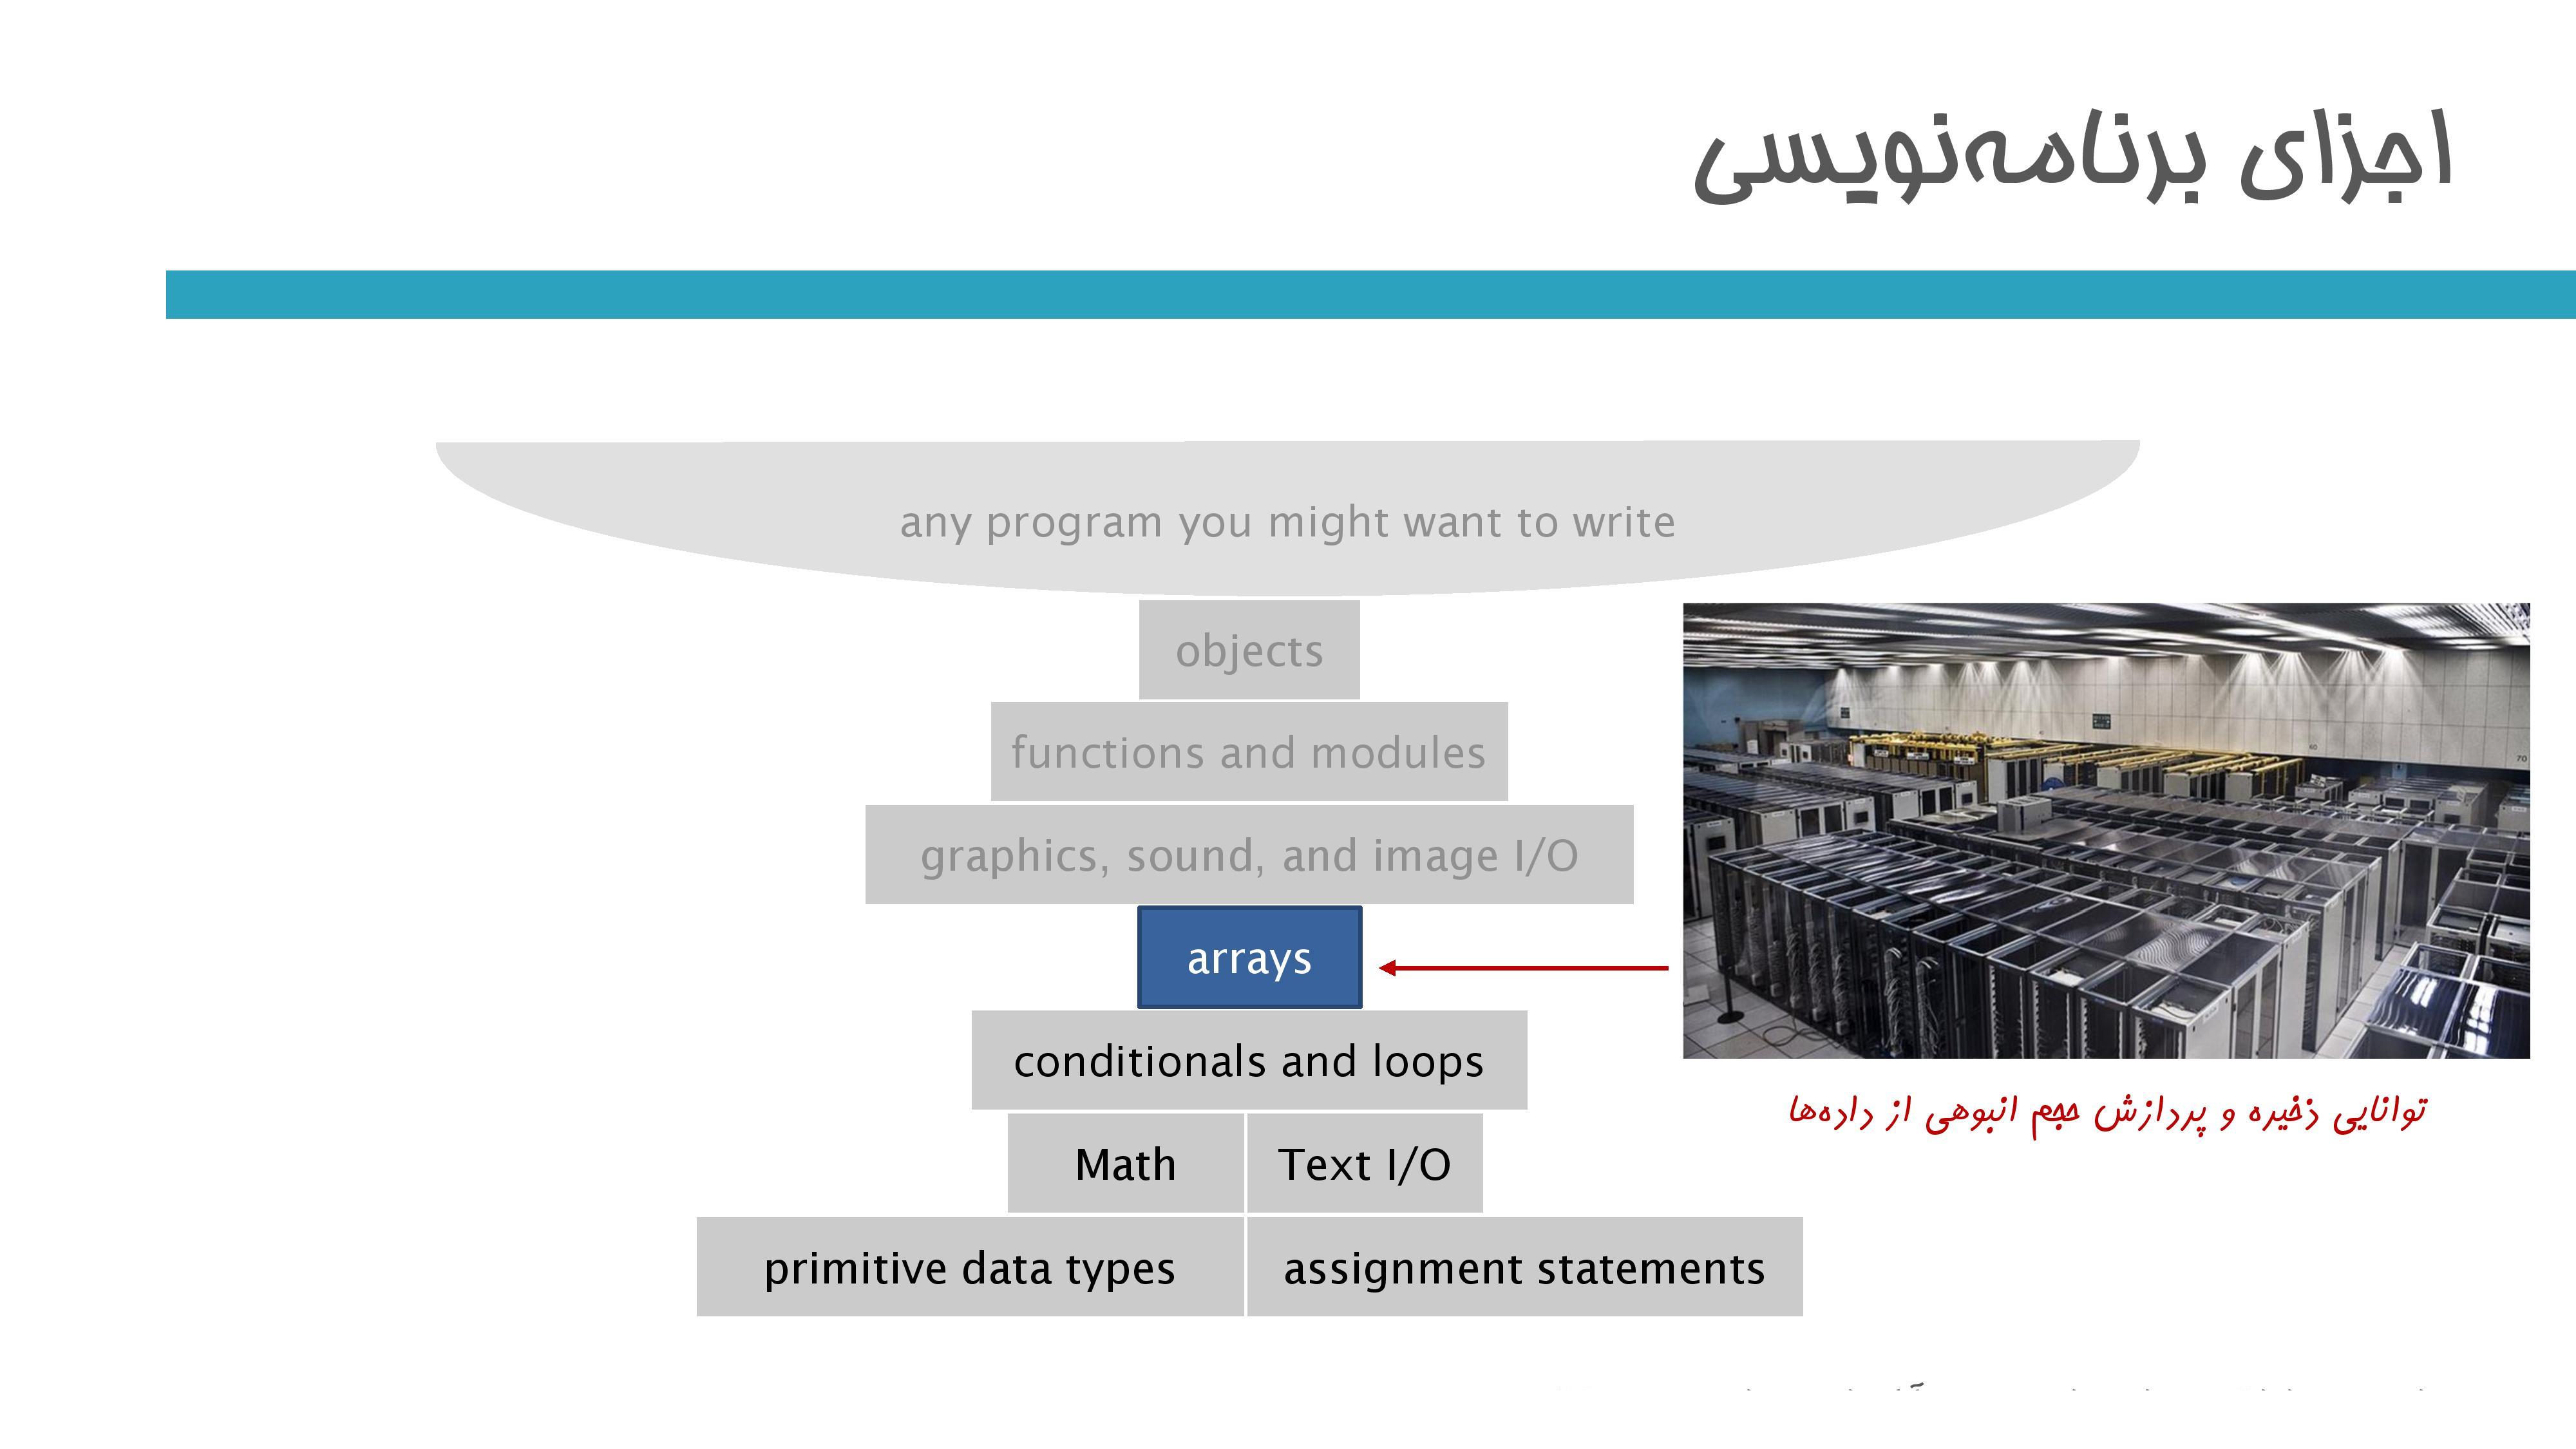 اجزای برنامه‌نویسی
any program you might want to write
objects
functions and modules
graphics, sound, and image I/O
arrays
conditionals and loops
توانایی ذخیره و پردازش حجم انبوهی از داده‌ها
Math
Text I/O
primitive data types
assignment statements